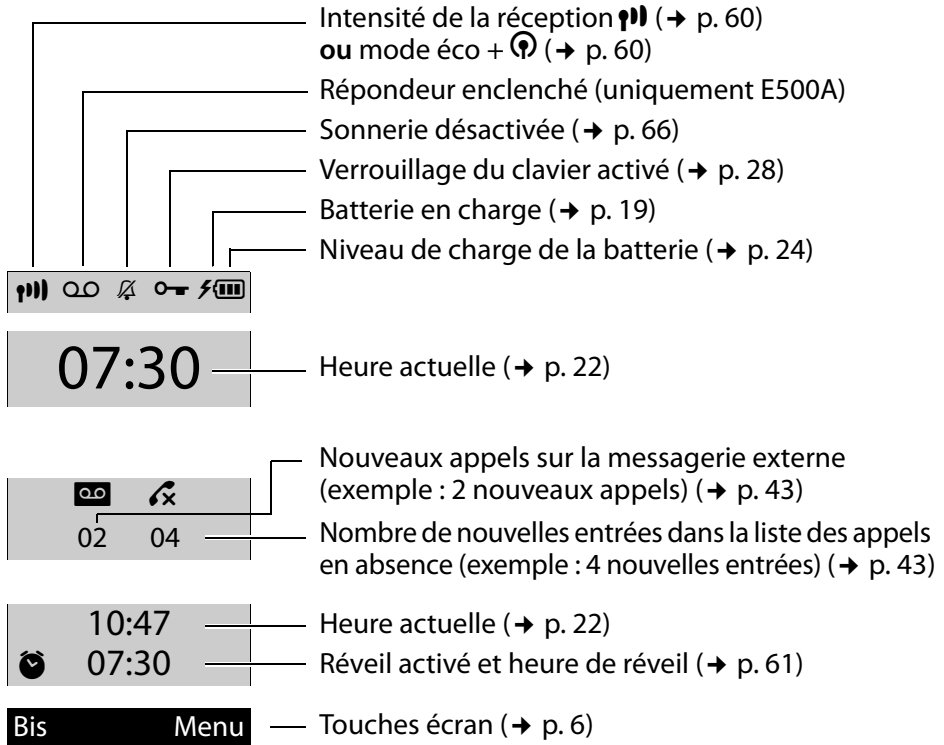 Intensité de la réception (➔ p. 60)
ou mode éco + (➔ p. 60)
Répondeur enclenché (uniquement E500A)
Sonnerie désactivée (➔ p. 66)
Verrouillage du clavier activé (➔ p. 28)
Batterie en charge (➔ p. 19)
Niveau de charge de la batterie (➔ p. 24)
07:30
Heure actuelle (➔ p. 22)
Nouveaux appels sur la messagerie externe
(exemple : 2 nouveaux appels) (➔ p. 43)
02 04
Nombre de nouvelles entrées dans la liste des appels
en absence (exemple : 4 nouvelles entrées) (➔ p. 43)
10:47
Heure actuelle (➔ p. 22)
07:30
Réveil activé et heure de réveil (➔ p. 61)
Bis Menu
Touches écran (➔ p. 6)